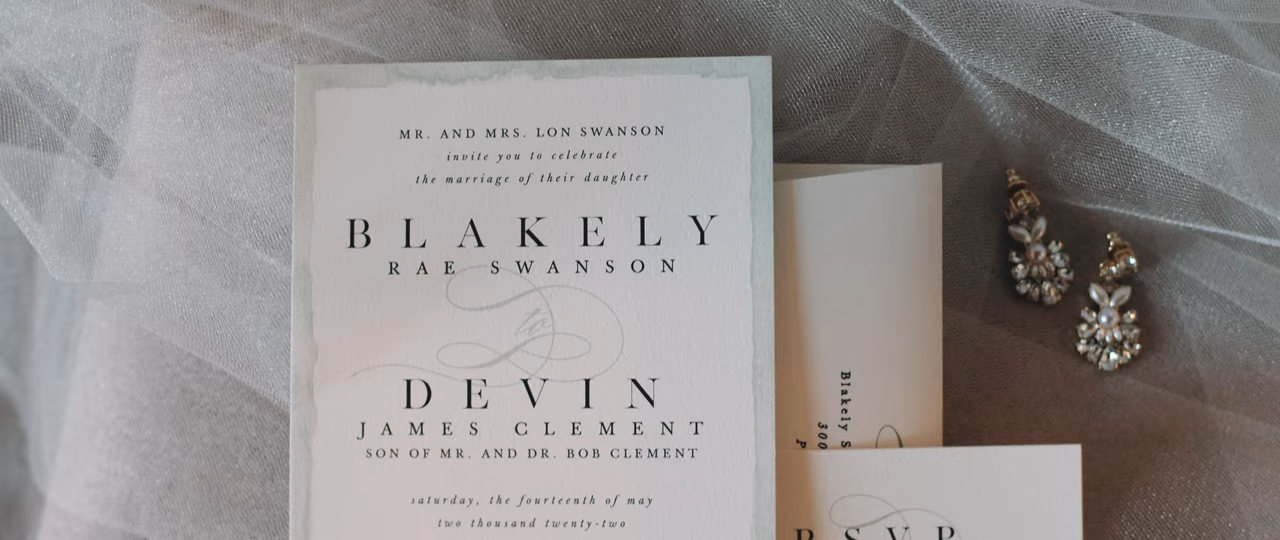 MR. AND MRS. LON SWANSON
invite you to celebrate
the marriage of their daughter
BLAKELY
RAE SWANSON
to
DEVIN
JAMES CLEMENT
SON OF MR. AND DR. BOB CLEMENT
saturday, the fourteenth of may
two thousand twenty-two
Blakely S
300
P
RSVP